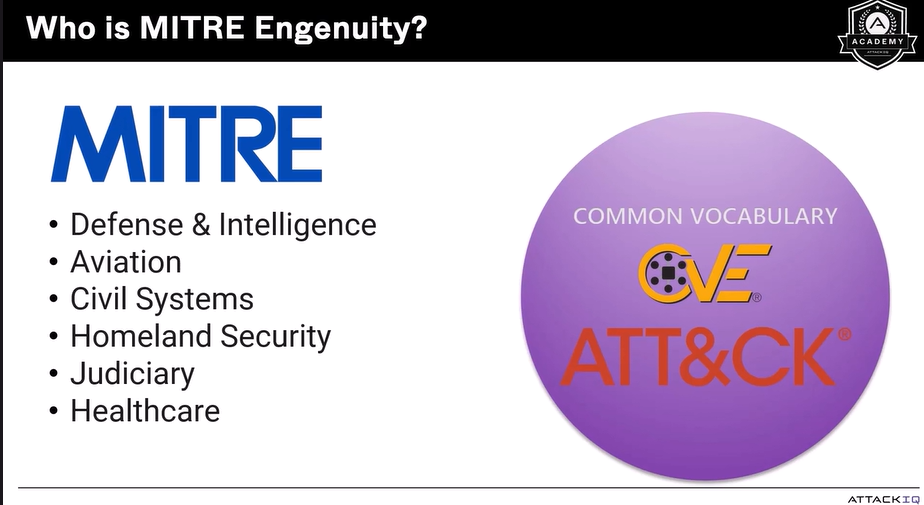 Who is MITRE Engenuity?
A
ACADEMY
ATTACKIQ
MITRE
• Defense & Intelligence
• Aviation
• Civil Systems
• Homeland Security
• Judiciary
• Healthcare
COMMON VOCABULARY
CVE®
ATT&CK®
ATTACKIQ